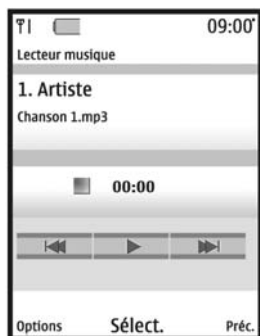 09:00
Lecteur musique
1. Artiste
Chanson 1.mp3
00:00
Options Sélect. Préc.